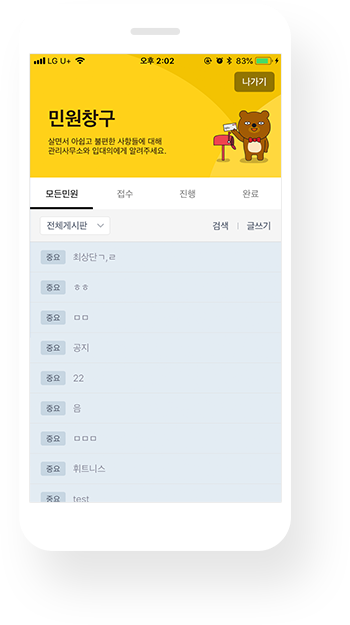 LG U+ 오후 2:02 83%
나가기
민원창구
살면서 아쉽고 불편한 사항들에 대해
관리사무소와 입대의에게 알려주세요.
모든민원 접수 진행 완료
전체게시판 검색 | 글쓰기
중요 최상단ㄱ,ㄹ
중요 ㅎㅎ
중요 ㅁㅁ
중요 공지
중요 22
중요 음
중요 ㅁㅁㅁ
중요 휘트니스
중요 test